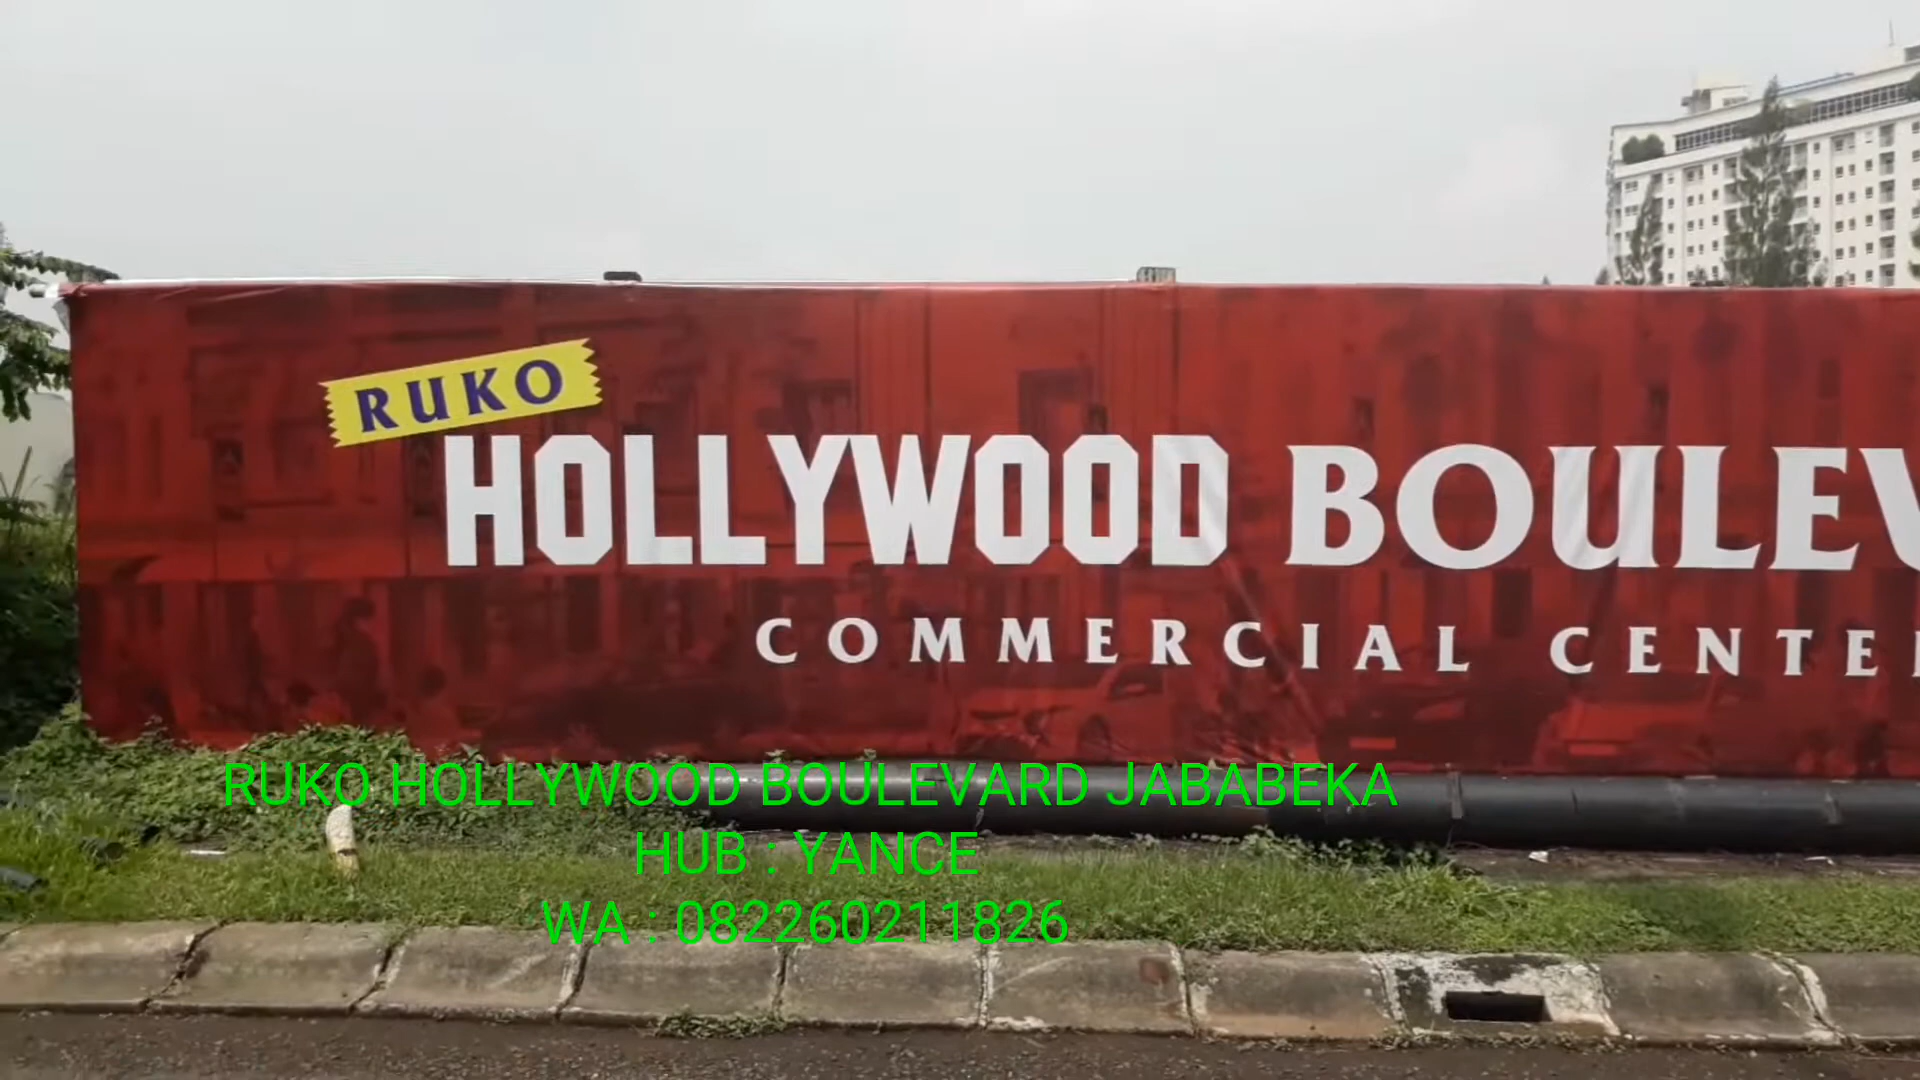 RUKO
HOLLYWOOD BOULEV
COMMERCIAL CENTE
RUKO HOLLYWOOD BOULEVARD JABABEKA
HUB : YANCE
WA : 082260211826